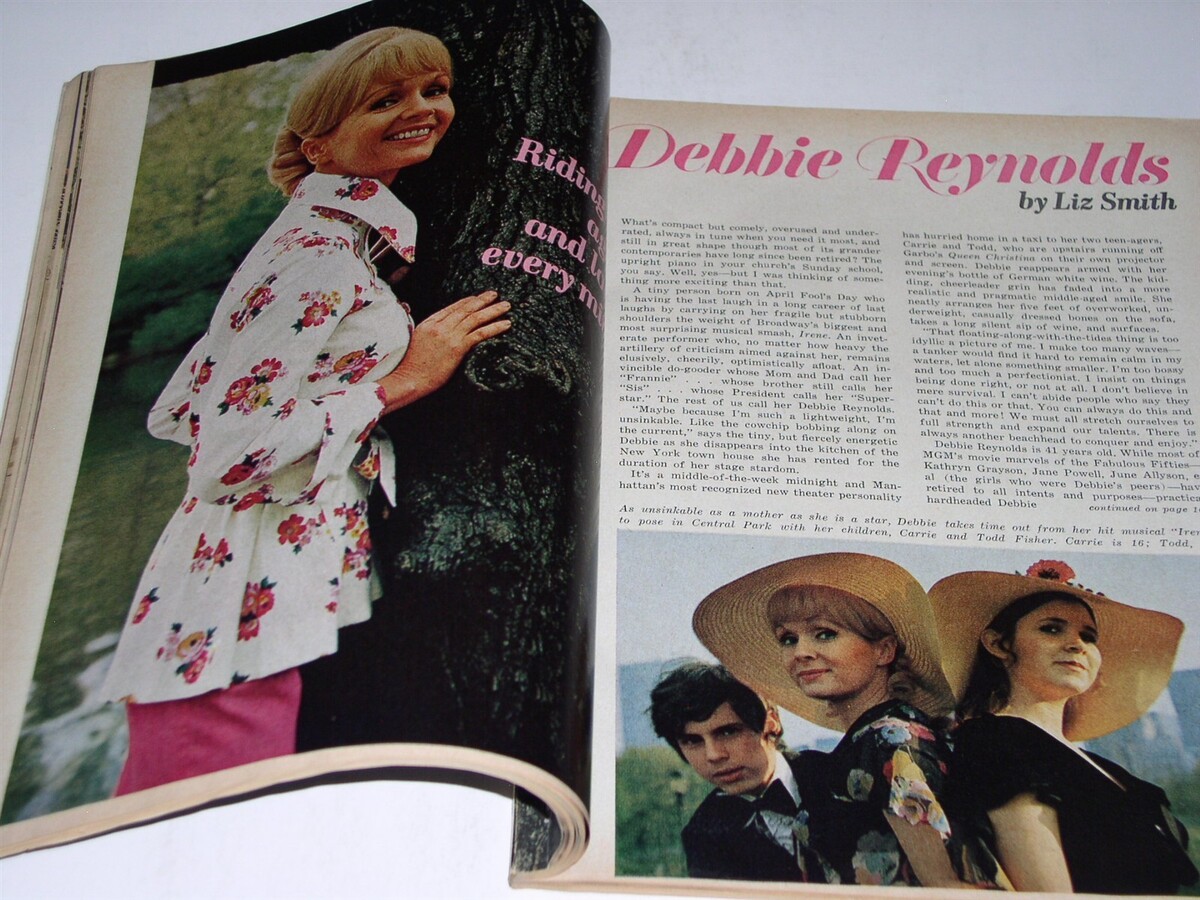 Riding
and
every
Debbie Reynolds
by Liz Smith
What's compact but comely, overused and under-
rated, always in tune when you need it most, and
still in great shape though most of its grander
contemporaries have long since been retired? The
upright piano in your church's Sunday school,
you say. Well, yes—but I was thinking of some-
thing more exciting than that.
A tiny person born on April Fool's Day who
is having the last laugh in a long career of last
laughs by carrying on her fragile but stubborn
shoulders the weight of Broadway's biggest and
most surprising musical smash, Irene. An invet-
erate performer who, no matter how heavy the
artillery of criticism aimed against her, remains
elusively, cheerily, optimistically afloat. An in-
vincible do-gooder whose Mom and Dad call her
"Frannie" . . . . whose brother still calls her
"Sis" . . . whose President calls her "Super-
star." The rest of us call her Debbie Reynolds.
"Maybe because I'm such a lightweight, I'm
unsinkable. Like the cowchip bobbing along on
the current," says the tiny, but fiercely energetic
Debbie as she disappears into the kitchen of the
New York town house she has rented for the
duration of her stage stardom.
It's a middle-of-the-week midnight and Man-
hattan's most recognized new theater personality
has hurried home in a taxi to her two teen-agers,
Carrie and Todd, who are upstairs running off
Garbo's Queen Christina on their own projector
and screen. Debbie reappears armed with her
evening's bottle of German white wine. The kid-
ding, cheerleader grin has faded into a more
realistic and pragmatic middle-aged smile. She
neatly arranges her five feet of overworked, un-
derweight, casually dressed bones on the sofa,
takes a long silent sip of wine, and surfaces.
"That floating-along-with-the-tides thing is too
idyllic a picture of me. I make too many waves—
a tanker would find it hard to remain calm in my
waters, let alone something smaller. I'm too bossy
and too much a perfectionist. I insist on things
being done right, or not at all. I don't believe in
mere survival. I can't abide people who say they
can't do this or that. You can always do this and
that and more! We must all stretch ourselves to
full strength and expand our talents. There is
always another beachhead to conquer and enjoy."
Debbie Reynolds is 41 years old. While most of
MGM's movie marvels of the Fabulous Fifties—
Kathryn Grayson, Jane Powell, June Allyson, e
al (the girls who were Debbie's peers)—hav
retired to all intents and purposes—practica
hardheaded Debbie
continued on page 1
As unsinkable as a mother as she is a star, Debbie takes time out from her hit musical "Iren
to pose in Central Park with her children, Carrie and Todd Fisher. Carrie is 16; Todd,